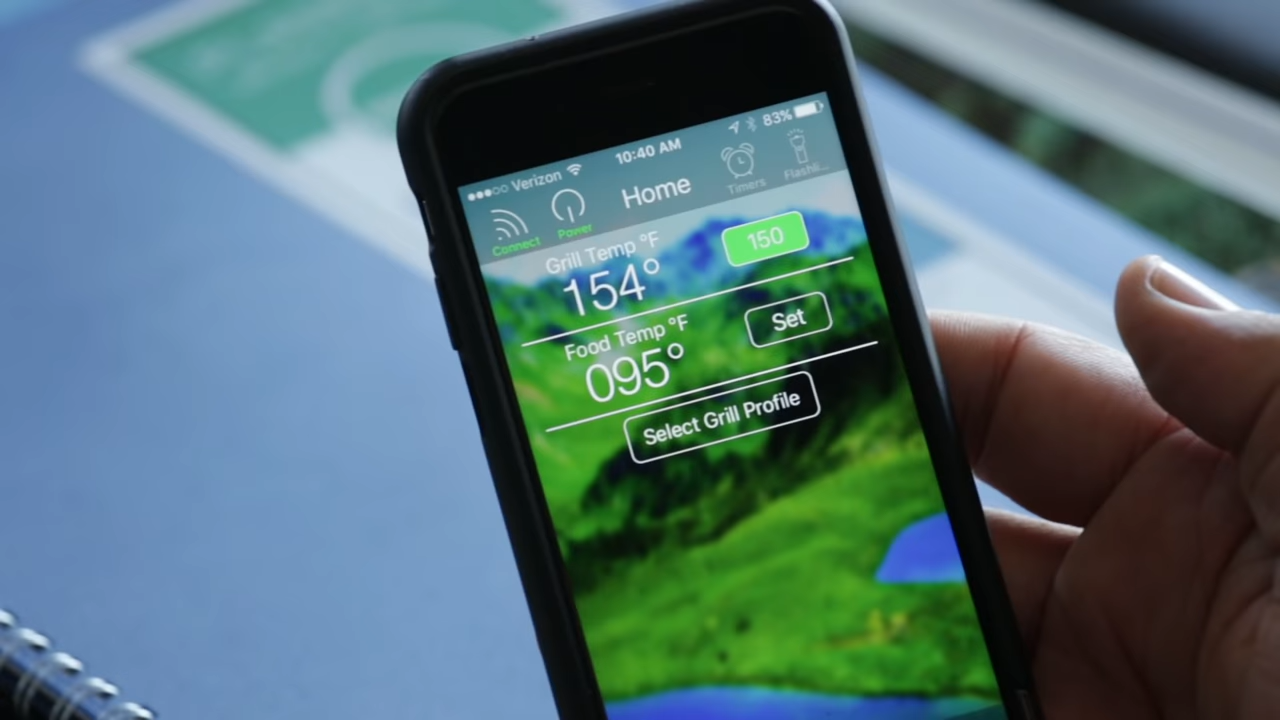 Verizon 10:40 AM 83%
Connect Power Home Timers Flashli...
Grill Temp °F
154° 150
Food Temp °F
095° Set
Select Grill Profile